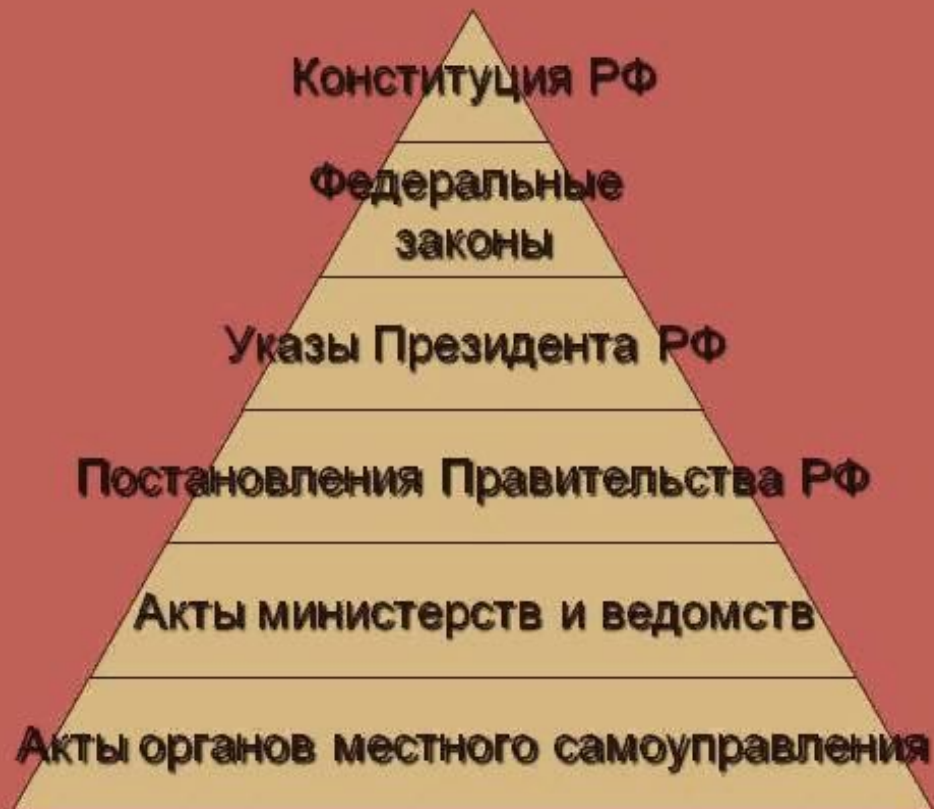 Конституция РФ
Федеральные
законы
Указы Президента РФ
Постановления Правительства РФ
Акты министерств и ведомств
Акты органов местного самоуправления